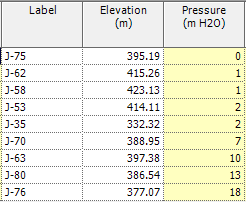 Label Elevation (m) Pressure (m H2O)
J-75 395.19 0
J-62 415.26 1
J-58 423.13 1
J-53 414.11 2
J-35 332.32 2
J-70 388.95 7
J-63 397.38 10
J-80 386.54 13
J-76 377.07 18